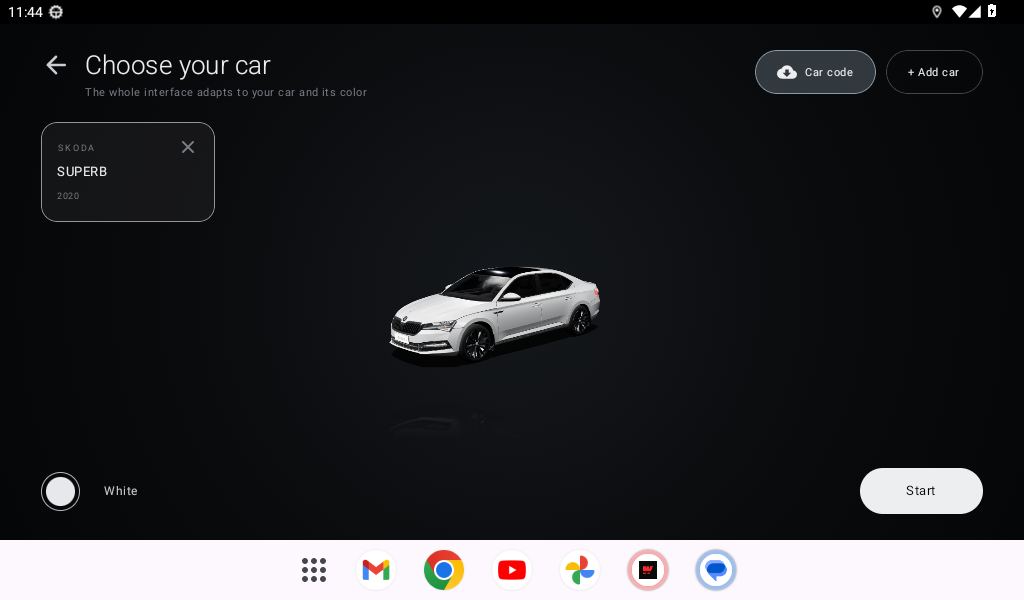 11:44
Choose your car
The whole interface adapts to your car and its color
Car code
+ Add car
SKODA
SUPERB
2020
White
Start